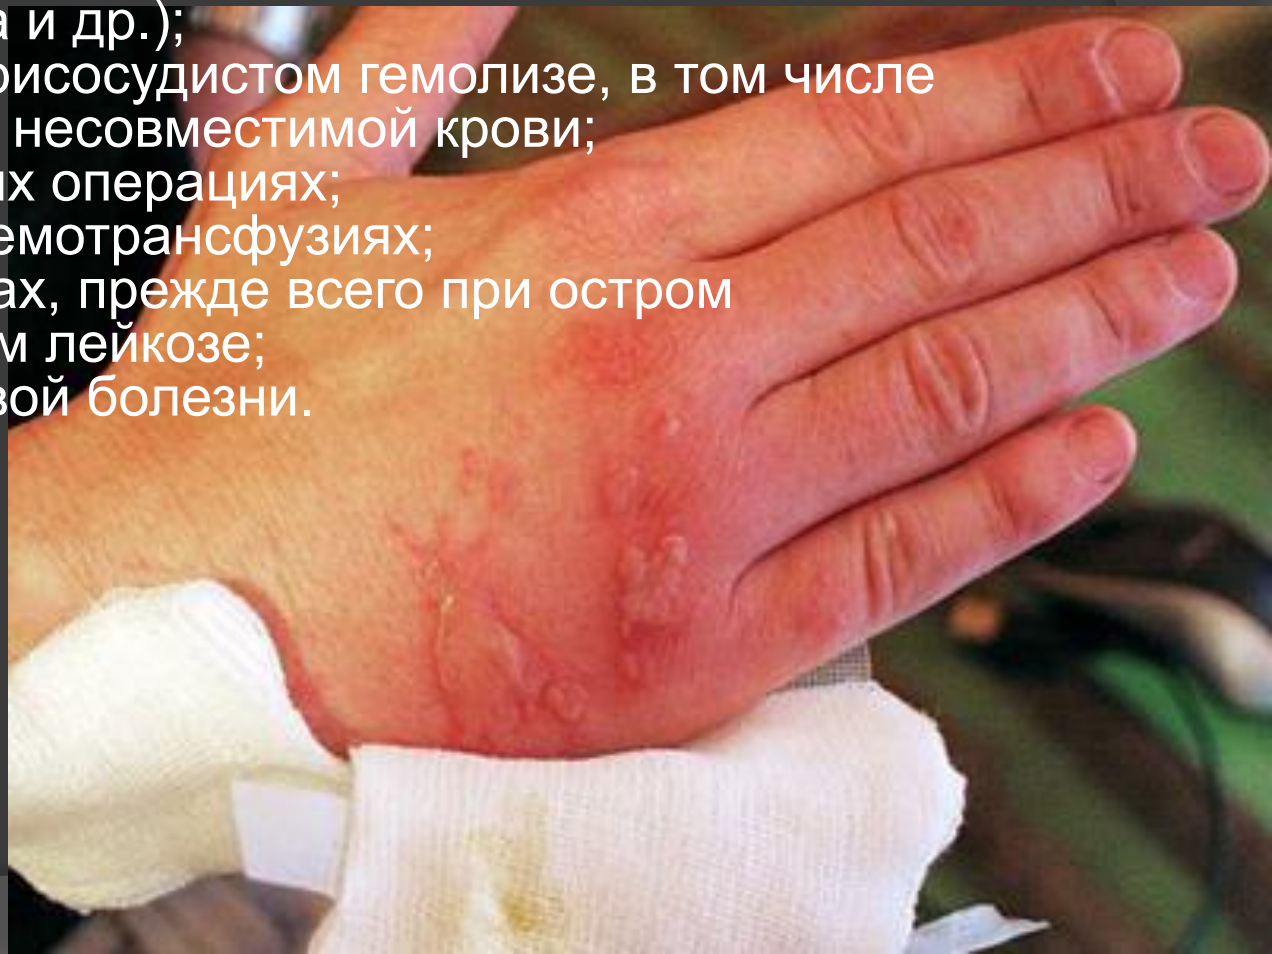 а и др.);
рисосудистом гемолизе, в том числе
несовместимой крови;
их операциях;
емотрансфузиях;
ах, прежде всего при остром
м лейкозе;
вой болезни.